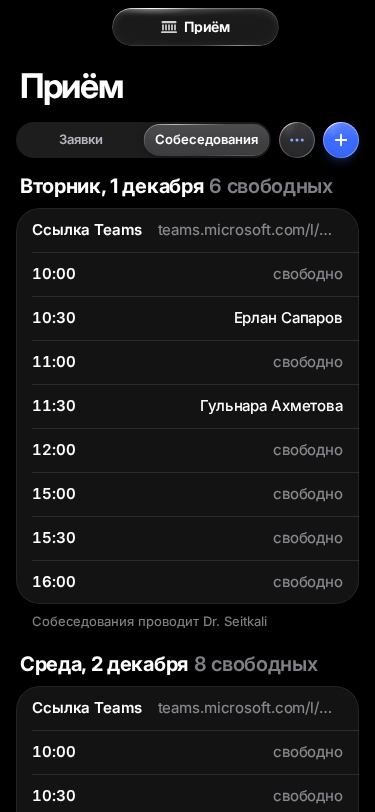 Приём
Приём
Заявки Собеседования
Вторник, 1 декабря 6 свободных
Ссылка Teams teams.microsoft.com/l/...
10:00 свободно
10:30 Ерлан Сапаров
11:00 свободно
11:30 Гульнара Ахметова
12:00 свободно
15:00 свободно
15:30 свободно
16:00 свободно
Собеседования проводит Dr. Seitkali
Среда, 2 декабря 8 свободных
Ссылка Teams teams.microsoft.com/l/...
10:00 свободно
10:30 свободно